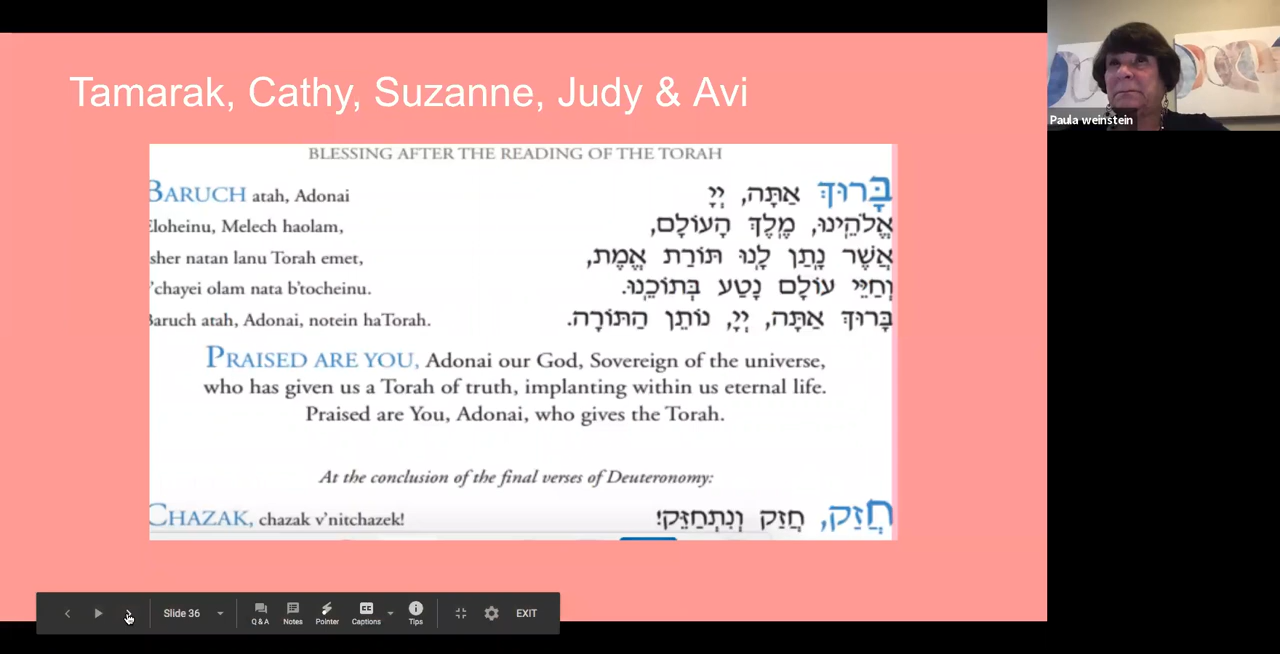 Tamarak, Cathy, Suzanne, Judy & Avi
Paula weinstein
BLESSING AFTER THE READING OF THE TORAH
BARUCH atah, Adonai
בָּרוּךְ אַתָּה, יְיָ
Eloheinu, Melech haolam,
אֱלֹהֵֽינוּ, מֶֽלֶךְ הָעוֹלָם,
sher natan lanu Torah emet,
אֲשֶׁר נָֽתַן לָֽנוּ תּוֹרַת אֱמֶת,
'chayei olam nata b'tocheinu.
וְחַיֵּי עוֹלָם נָטַע בְּתוֹכֵֽנוּ.
Baruch atah, Adonai, notein haTorah.
בָּרוּךְ אַתָּה, יְיָ, נוֹתֵן הַתּוֹרָה.
PRAISED ARE YOU, Adonai our God, Sovereign of the universe,
who has given us a Torah of truth, implanting within us eternal life.
Praised are You, Adonai, who gives the Torah.
At the conclusion of the final verses of Deuteronomy:
CHAZAK, chazak v'nitchazek!
חֲזַק, חֲזַק וְנִתְחַזֵּק!
Slide 36
Q & A
Notes
Pointer
Captions
Tips
EXIT